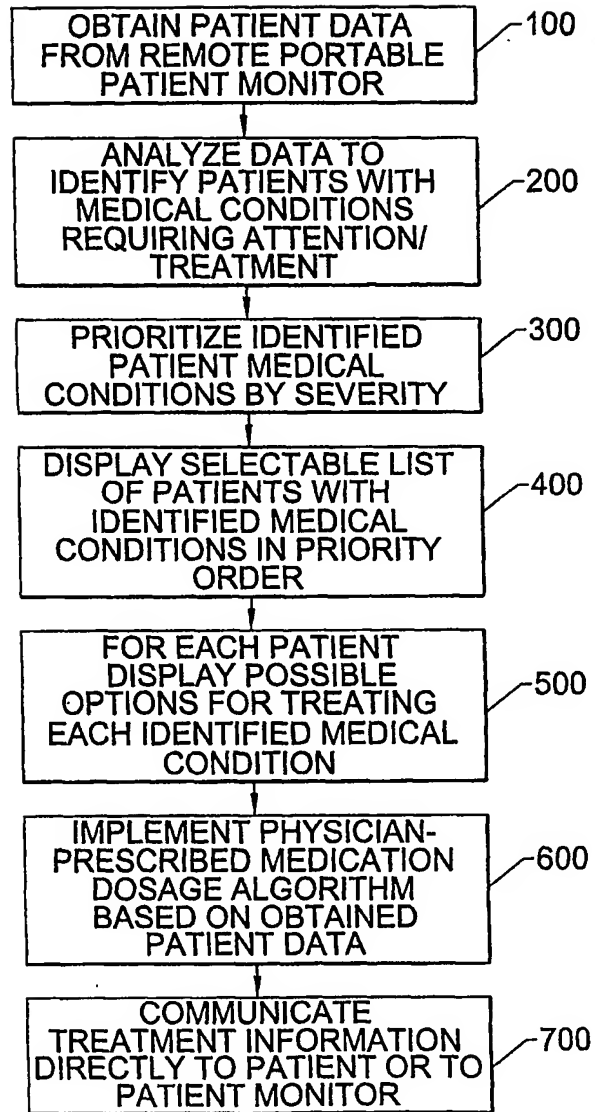 OBTAIN PATIENT DATA
FROM REMOTE PORTABLE
PATIENT MONITOR
100
ANALYZE DATA TO
IDENTIFY PATIENTS WITH
MEDICAL CONDITIONS
REQUIRING ATTENTION/
TREATMENT
200
PRIORITIZE IDENTIFIED
PATIENT MEDICAL
CONDITIONS BY SEVERITY
300
DISPLAY SELECTABLE LIST
OF PATIENTS WITH
IDENTIFIED MEDICAL
CONDITIONS IN PRIORITY
ORDER
400
FOR EACH PATIENT
DISPLAY POSSIBLE
OPTIONS FOR TREATING
EACH IDENTIFIED MEDICAL
CONDITION
500
IMPLEMENT PHYSICIAN-
PRESCRIBED MEDICATION
DOSAGE ALGORITHM
BASED ON OBTAINED
PATIENT DATA
600
COMMUNICATE
TREATMENT INFORMATION
DIRECTLY TO PATIENT OR TO
PATIENT MONITOR
700